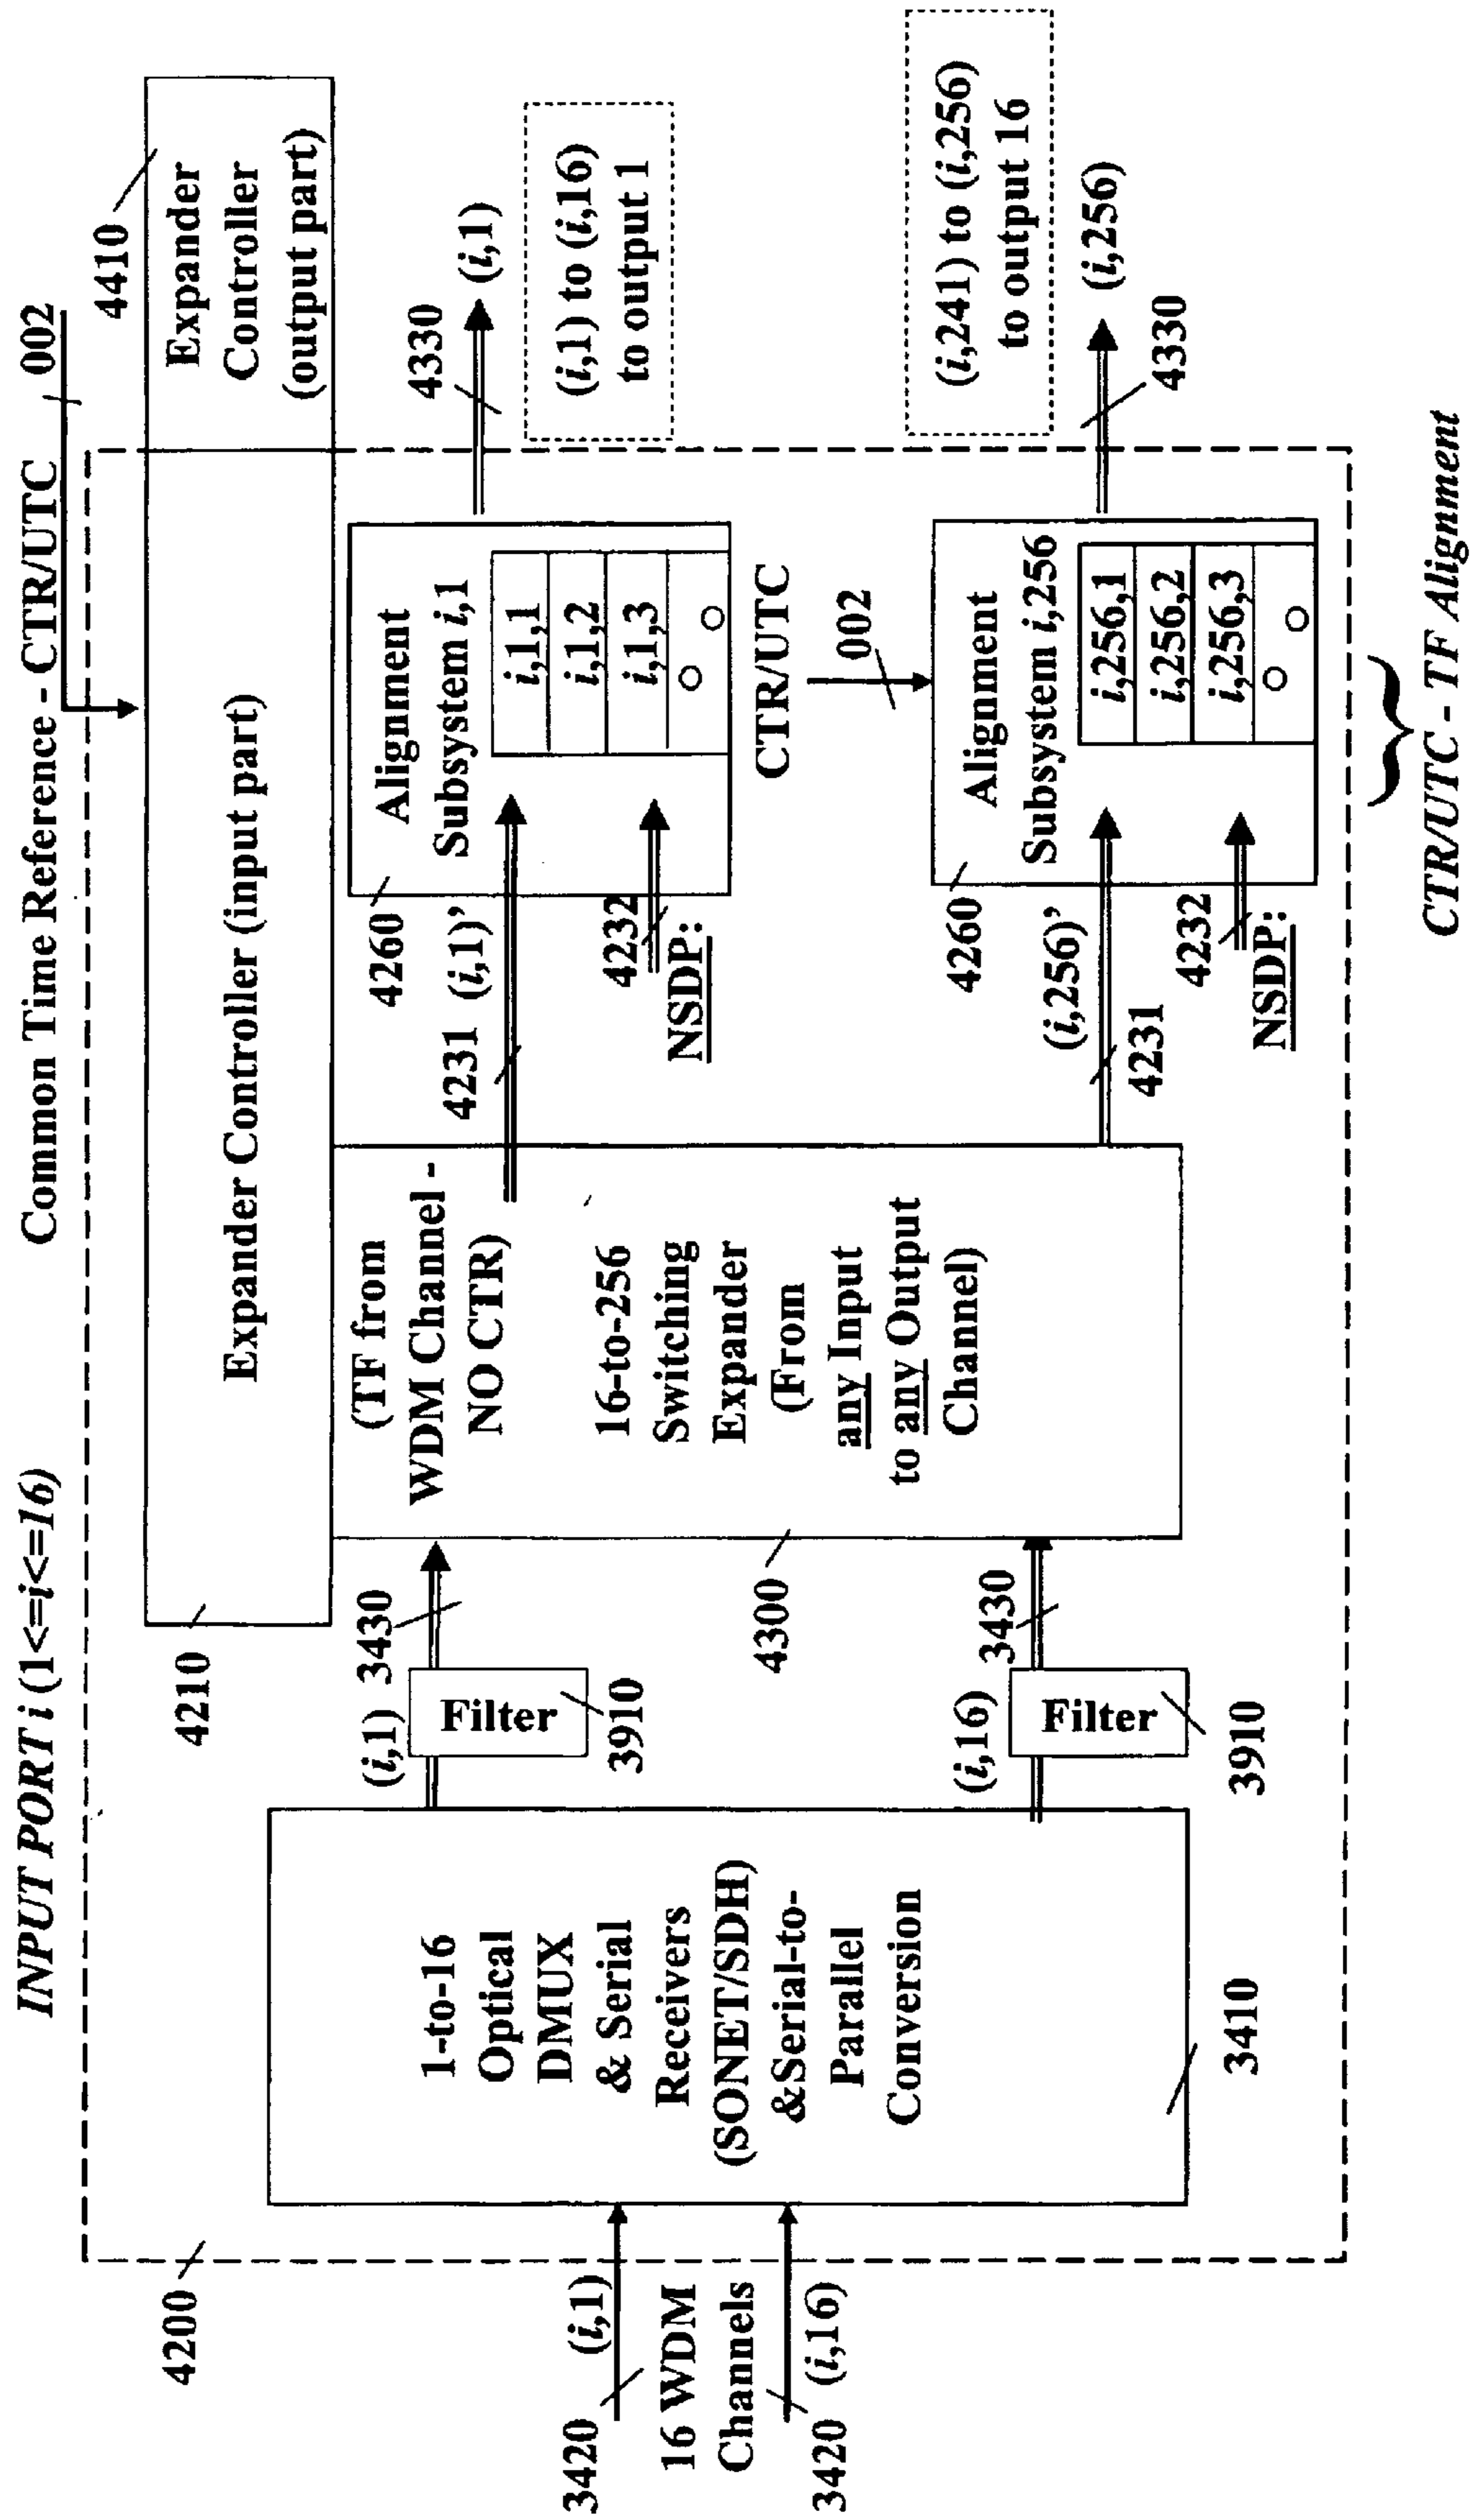 INPUT PORT i (1<=i<=16)
Common Time Reference - CTR/UTC
002
4200
4210
Expander Controller (input part)
4410
Expander
Controller
(output part)
3420
(i,1)
16 WDM
Channels
3420
(i,16)
1-to-16
Optical
DMUX
& Serial
Receivers
(SONET/SDH)
&Serial-to-
Parallel
Conversion
3410
(i,1)
3430
Filter
3910
(i,16)
3430
Filter
3910
4300
(TF from
WDM Channel -
NO CTR)
16-to-256
Switching
Expander
(From
any Input
to any Output
Channel)
4231
(i,1)’
4260
Alignment
Subsystem i,1
i,1,1
i,1,2
i,1,3
4232
NSDP:
CTR/UTC
002
(i,256)’
4231
4260
Alignment
Subsystem i,256
i,256,1
i,256,2
i,256,3
4232
NSDP:
4330
(i,1)
(i,1) to (i,16)
to output 1
(i,241) to (i,256)
to output 16
4330
(i,256)
CTR/UTC - TF Alignment